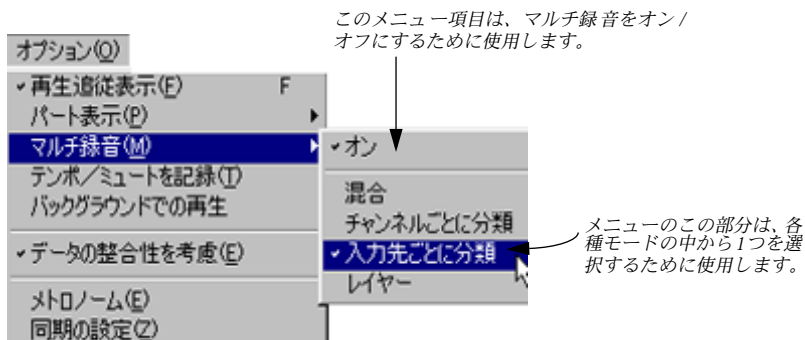 このメニュー項目は、マルチ録音をオン /
オフにするために使用します。
オプション(O)
✓再生追従表示(F) F
パート表示(P)
マルチ録音(M)
テンポ／ミュートを記録(T)
バックグラウンドでの再生
✓データの整合性を考慮(E)
メトロノーム(E)
同期の設定(Z)
✓オン
混合
チャンネルごとに分類
✓入力先ごとに分類
レイヤー
メニューのこの部分は、各
種モードの中から1つを選
択するために使用します。